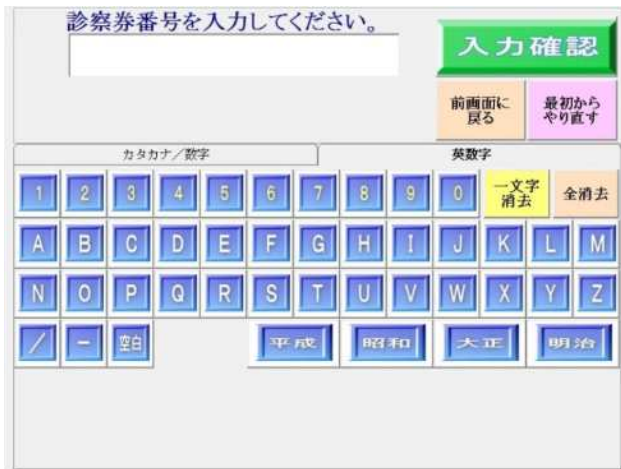 診察券番号を入力してください。
入力確認
前画面に
戻る
最初から
やり直す
カタカナ／数字
英数字
1 2 3 4 5 6 7 8 9 0
一文字
消去
全消去
A B C D E F G H I J K L M
N O P Q R S T U V W X Y Z
／ － 空白 平成 昭和 大正 明治